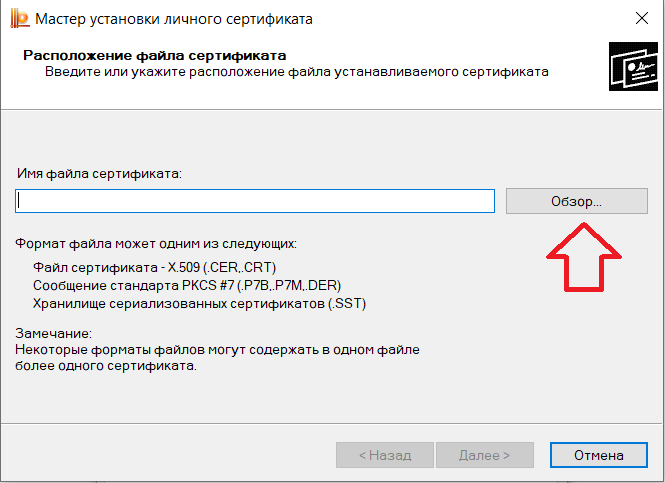 Мастер установки личного сертификата
Расположение файла сертификата
Введите или укажите расположение файла устанавливаемого сертификата
Имя файла сертификата:
Обзор...
Формат файла может одним из следующих:
Файл сертификата - X.509 (.CER,.CRT)
Сообщение стандарта PKCS #7 (.P7B,.P7M,.DER)
Хранилище сериализованных сертификатов (.SST)
Замечание:
Некоторые форматы файлов могут содержать в одном файле
более одного сертификата.
< Назад Далее > Отмена